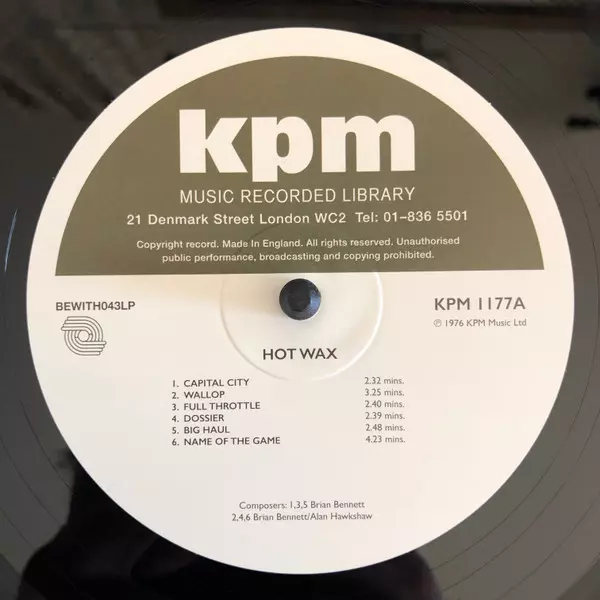 kpm
MUSIC RECORDED LIBRARY
21 Denmark Street London WC2 Tel: 01–836 5501
Copyright record. Made In England. All rights reserved. Unauthorised
public performance, broadcasting and copying prohibited.
BEWITH043LP
KPM 1177A
℗ 1976 KPM Music Ltd
HOT WAX
1. CAPITAL CITY 2.32 mins.
2. WALLOP 3.25 mins.
3. FULL THROTTLE 2.40 mins.
4. DOSSIER 2.39 mins.
5. BIG HAUL 2.48 mins.
6. NAME OF THE GAME 4.23 mins.
Composers: 1,3,5 Brian Bennett
2,4,6 Brian Bennett/Alan Hawkshaw